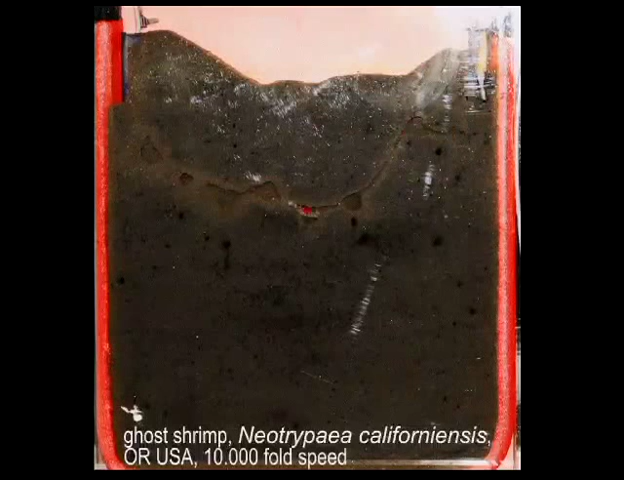 ghost shrimp, Neotrypaea californiensis,
OR USA, 10.000 fold speed